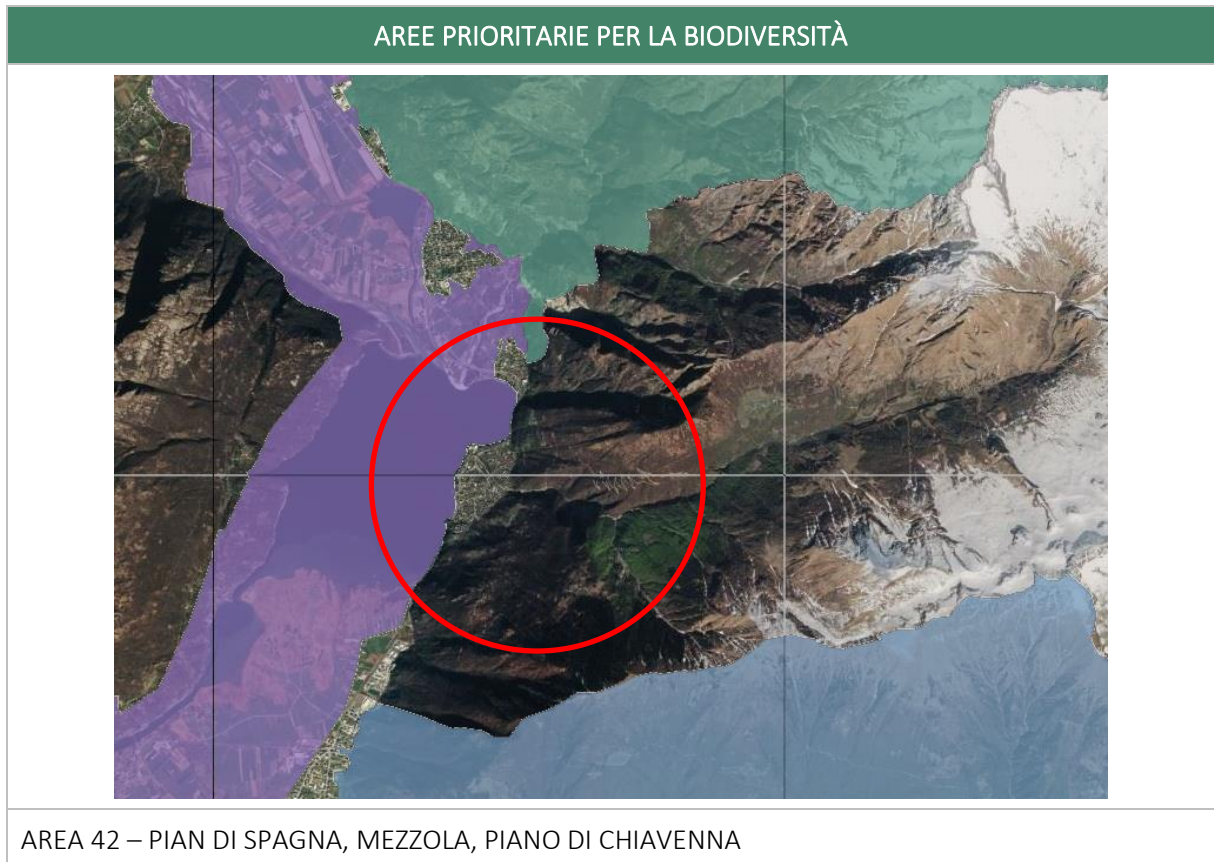 AREE PRIORITARIE PER LA BIODIVERSITÀ
AREA 42 – PIAN DI SPAGNA, MEZZOLA, PIANO DI CHIAVENNA